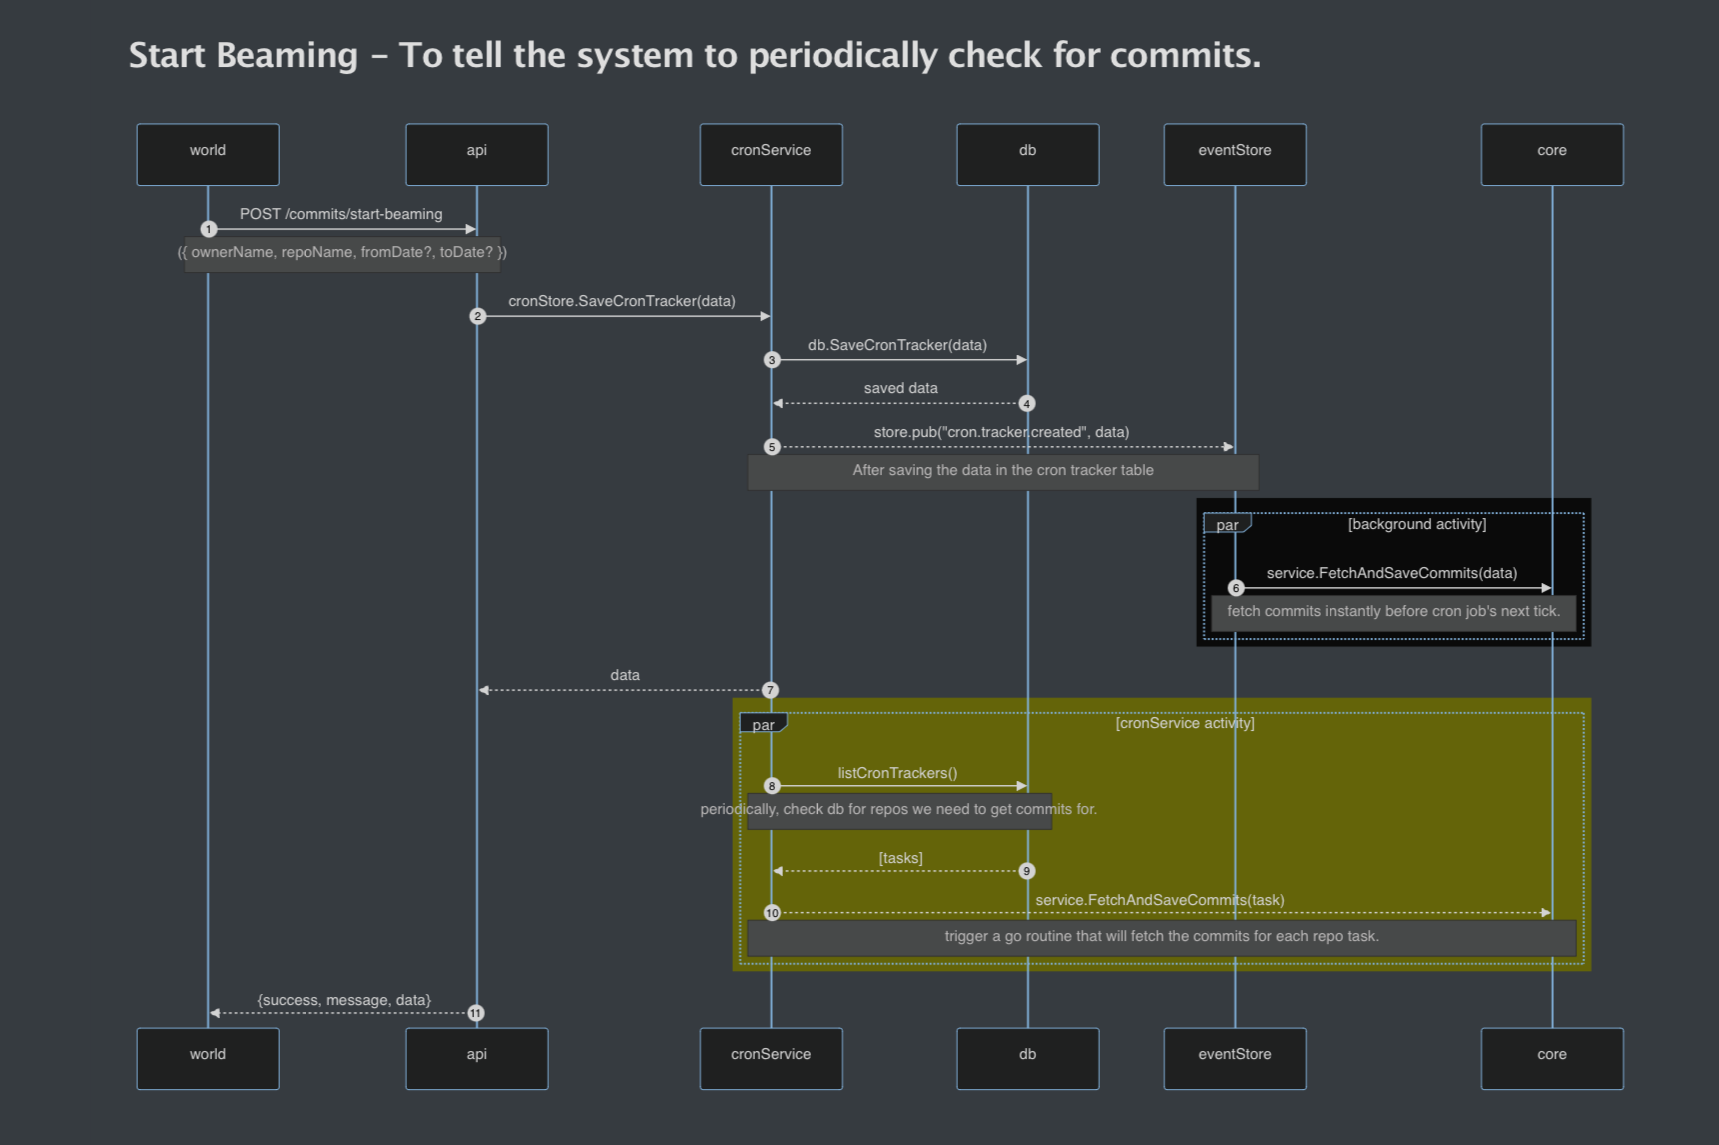 Start Beaming – To tell the system to periodically check for commits.
world
api
cronService
db
eventStore
core
POST /commits/start-beaming
1
({ ownerName, repoName, fromDate?, toDate? })
cronStore.SaveCronTracker(data)
2
db.SaveCronTracker(data)
3
saved data
4
store.pub("cron.tracker.created", data)
5
After saving the data in the cron tracker table
par
[background activity]
service.FetchAndSaveCommits(data)
6
fetch commits instantly before cron job's next tick.
data
7
par
[cronService activity]
listCronTrackers()
8
periodically, check db for repos we need to get commits for.
[tasks]
9
service.FetchAndSaveCommits(task)
10
trigger a go routine that will fetch the commits for each repo task.
{success, message, data}
11
world
api
cronService
db
eventStore
core